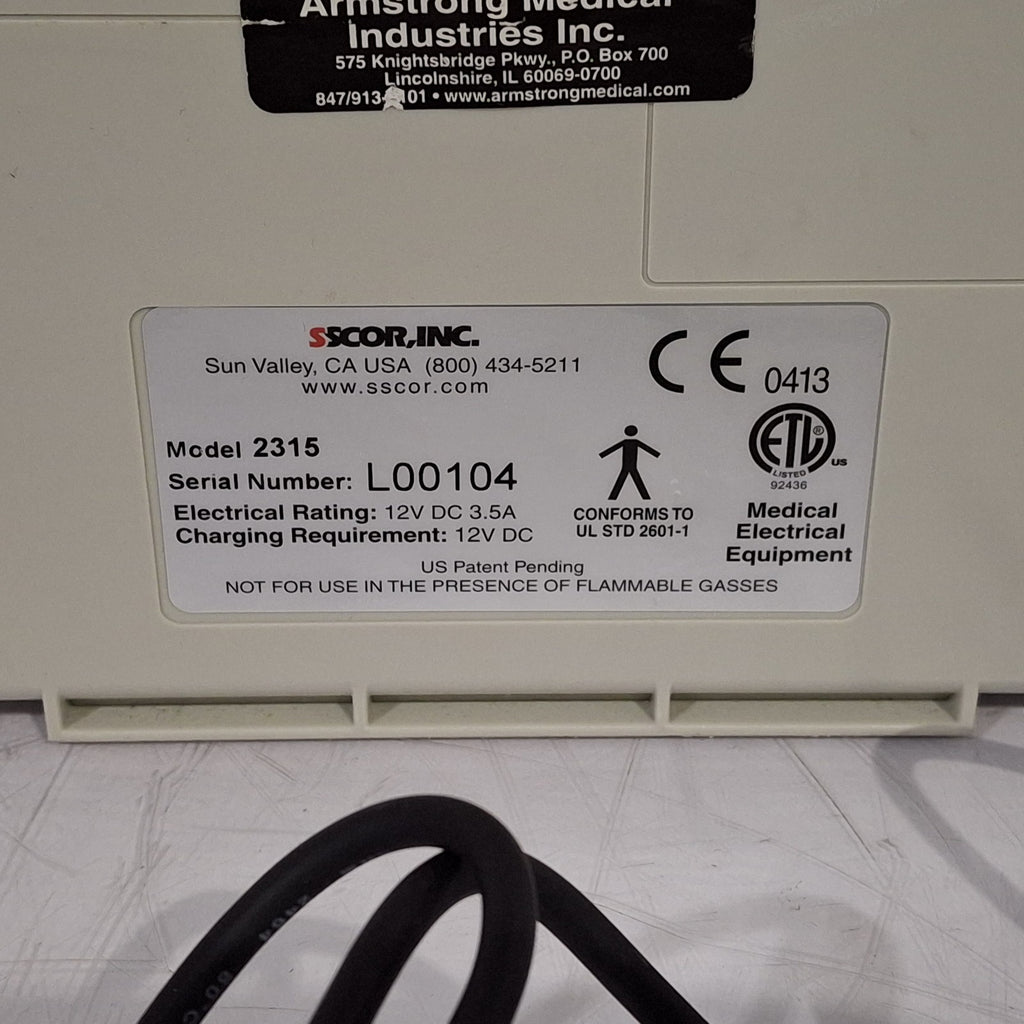 Armstrong Medical
Industries Inc.
575 Knightsbridge Pkwy., P.O. Box 700
Lincolnshire, IL 60069-0700
847/913- 101 • www.armstrongmedical.com
SSCOR,INC.
Sun Valley, CA USA (800) 434-5211
www.sscor.com
CE 0413
Model 2315
Serial Number: L00104
Electrical Rating: 12V DC 3.5A
Charging Requirement: 12V DC
CONFORMS TO
UL STD 2601-1
ETL ®
LISTED
US
92436
Medical
Electrical
Equipment
US Patent Pending
NOT FOR USE IN THE PRESENCE OF FLAMMABLE GASSES